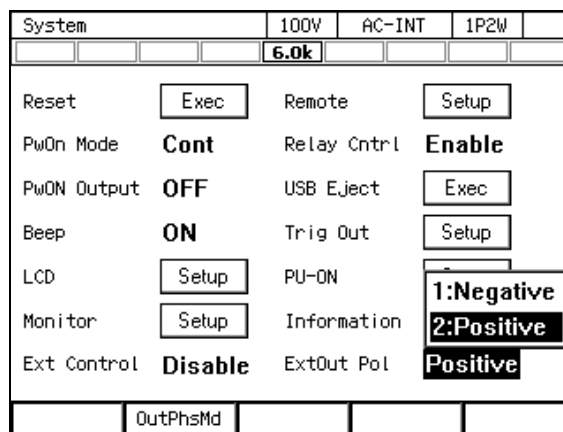 System 100V AC-INT 1P2W
6.0k
Reset Exec Remote Setup
PwOn Mode Cont Relay Cntrl Enable
PwON Output OFF USB Eject Exec
Beep ON Trig Out Setup
LCD Setup PU-ON
1:Negative
Monitor Setup Information 2:Positive
Ext Control Disable ExtOut Pol Positive
OutPhsMd